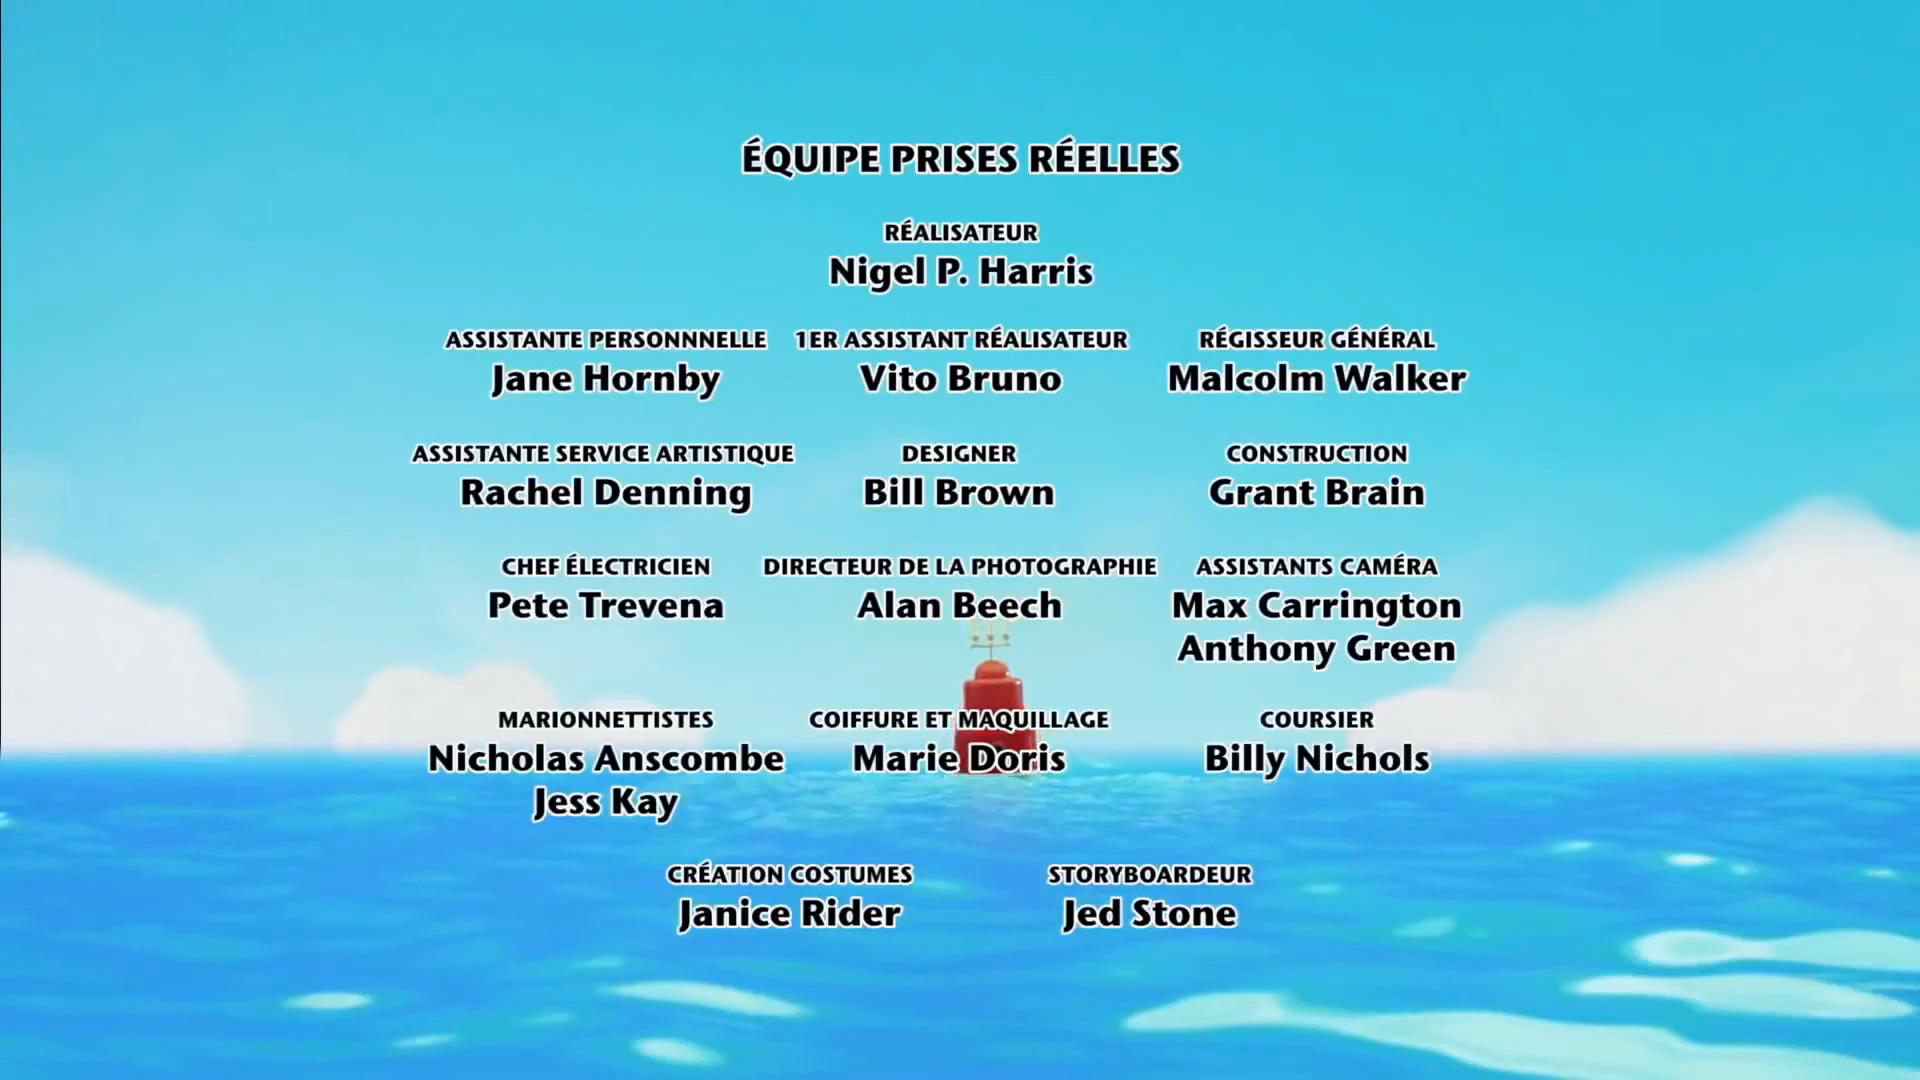 ÉQUIPE PRISES RÉELLES
RÉALISATEUR
Nigel P. Harris
ASSISTANTE PERSONNNELLE
Jane Hornby
1ER ASSISTANT RÉALISATEUR
Vito Bruno
RÉGISSEUR GÉNÉRAL
Malcolm Walker
ASSISTANTE SERVICE ARTISTIQUE
Rachel Denning
DESIGNER
Bill Brown
CONSTRUCTION
Grant Brain
CHEF ÉLECTRICIEN
Pete Trevena
DIRECTEUR DE LA PHOTOGRAPHIE
Alan Beech
ASSISTANTS CAMÉRA
Max Carrington
Anthony Green
MARIONNETTISTES
Nicholas Anscombe
Jess Kay
COIFFURE ET MAQUILLAGE
Marie Doris
COURSIER
Billy Nichols
CRÉATION COSTUMES
Janice Rider
STORYBOARDEUR
Jed Stone